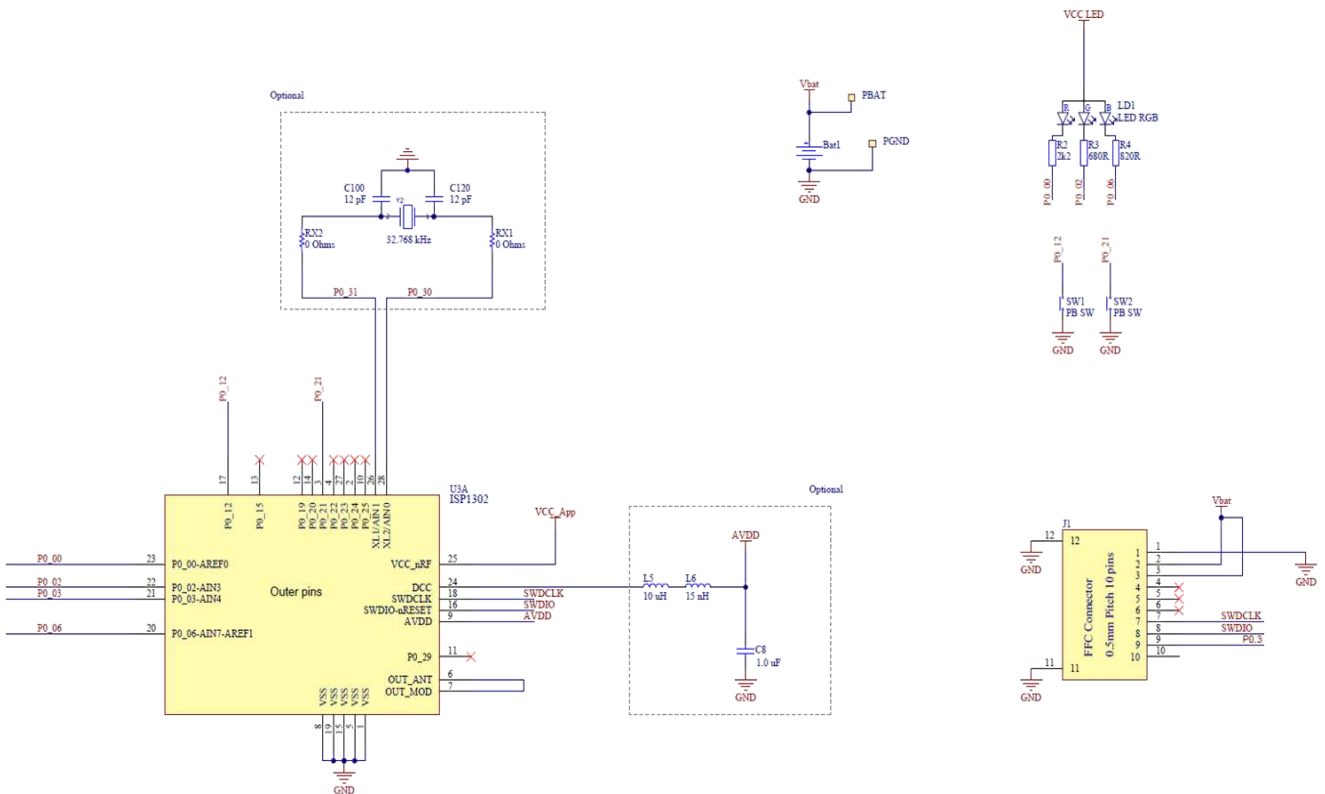 VCC LED
Optional
Vbat
PBAT
Bat1
PGND
GND
R
G
B
LD1
LED RGB
R2
2k2
R3
680R
R4
820R
P0_00
P0_02
P0_06
C100
12 pF
Y2
C120
12 pF
32.768 kHz
RX2
0 Ohms
RX1
0 Ohms
P0_31
P0_30
P0_12
P0_21
SW1
PB SW
SW2
PB SW
GND
GND
P0_12
P0_21
17
13
12
14
3
4
27
2
10
26
28
U3A
ISP1302
P0_12
P0_15
P0_19
P0_20
P0_21
P0_22
P0_23
P0_24
P0_25
XL1/AIN1
XL2/AIN0
VCC_App
P0_00
23
P0_00-AREF0
P0_02
22
P0_02-AIN3
P0_03
21
P0_03-AIN4
P0_06
20
P0_06-AIN7-AREF1
Outer pins
VCC_nRF
25
DCC
24
SWDCLK
18
SWDCLK
SWDIO-nRESET
16
SWDIO
AVDD
9
AVDD
P0_29
11
OUT_ANT
6
OUT_MOD
7
VSS
VSS
VSS
VSS
VSS
8
19
15
5
1
GND
Optional
AVDD
L5
10 uH
L6
15 nH
C8
1.0 uF
GND
Vbat
J1
12
12
GND
FFC Connector
0.5mm Pitch 10 pins
1
1
2
2
3
3
4
4
5
5
6
6
7
7
SWDCLK
8
8
SWDIO
9
9
P0.3
10
10
11
11
GND
GND